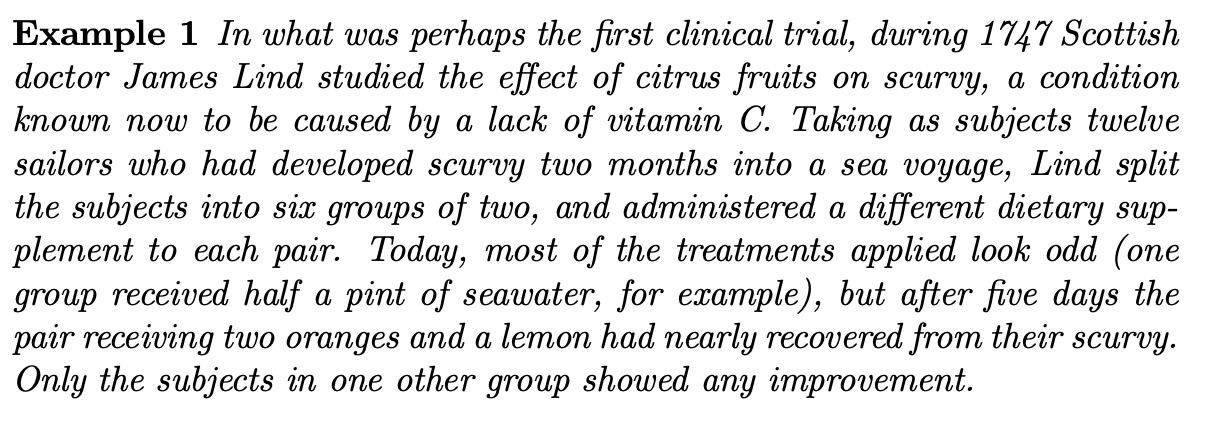 Example 1 In what was perhaps the first clinical trial, during 1747 Scottish
doctor James Lind studied the effect of citrus fruits on scurvy, a condition
known now to be caused by a lack of vitamin C. Taking as subjects twelve
sailors who had developed scurvy two months into a sea voyage, Lind split
the subjects into six groups of two, and administered a different dietary sup-
plement to each pair. Today, most of the treatments applied look odd (one
group received half a pint of seawater, for example), but after five days the
pair receiving two oranges and a lemon had nearly recovered from their scurvy.
Only the subjects in one other group showed any improvement.